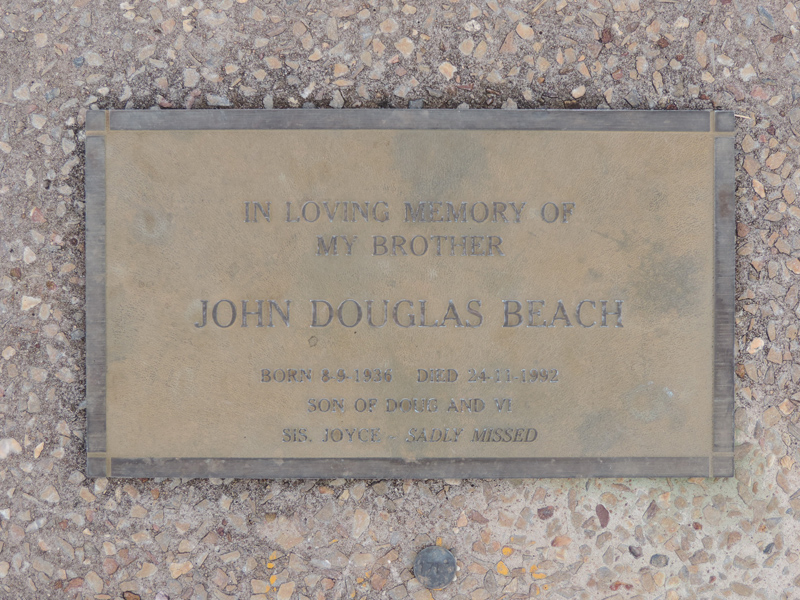 IN LOVING MEMORY OF
MY BROTHER
JOHN DOUGLAS BEACH
BORN 8-9-1936 DIED 24-11-1992
SON OF DOUG AND VI
SIS. JOYCE - SADLY MISSED